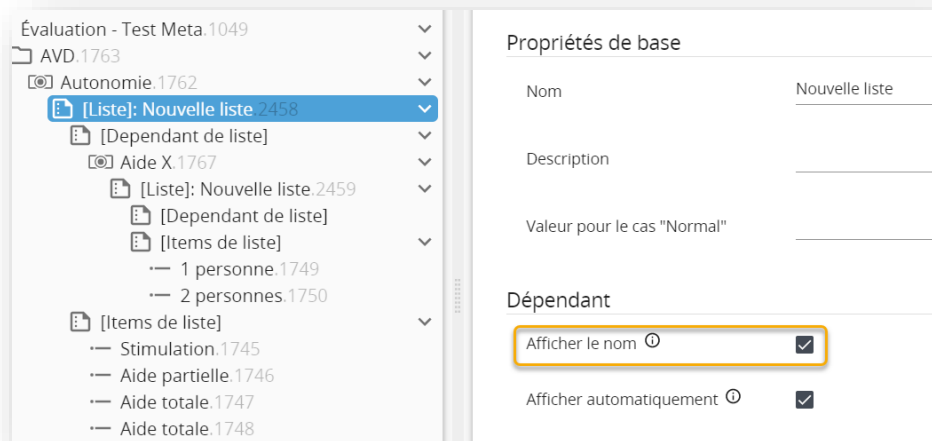 Évaluation - Test Meta.1049
AVD.1763
Autonomie.1762
[Liste]: Nouvelle liste.2458
[Dependant de liste]
Aide X.1767
[Liste]: Nouvelle liste.2459
[Dependant de liste]
[Items de liste]
1 personne.1749
2 personnes.1750
[Items de liste]
Stimulation.1745
Aide partielle.1746
Aide totale.1747
Aide totale.1748
Propriétés de base
Nom Nouvelle liste
Description
Valeur pour le cas "Normal"
Dépendant
Afficher le nom
Afficher automatiquement